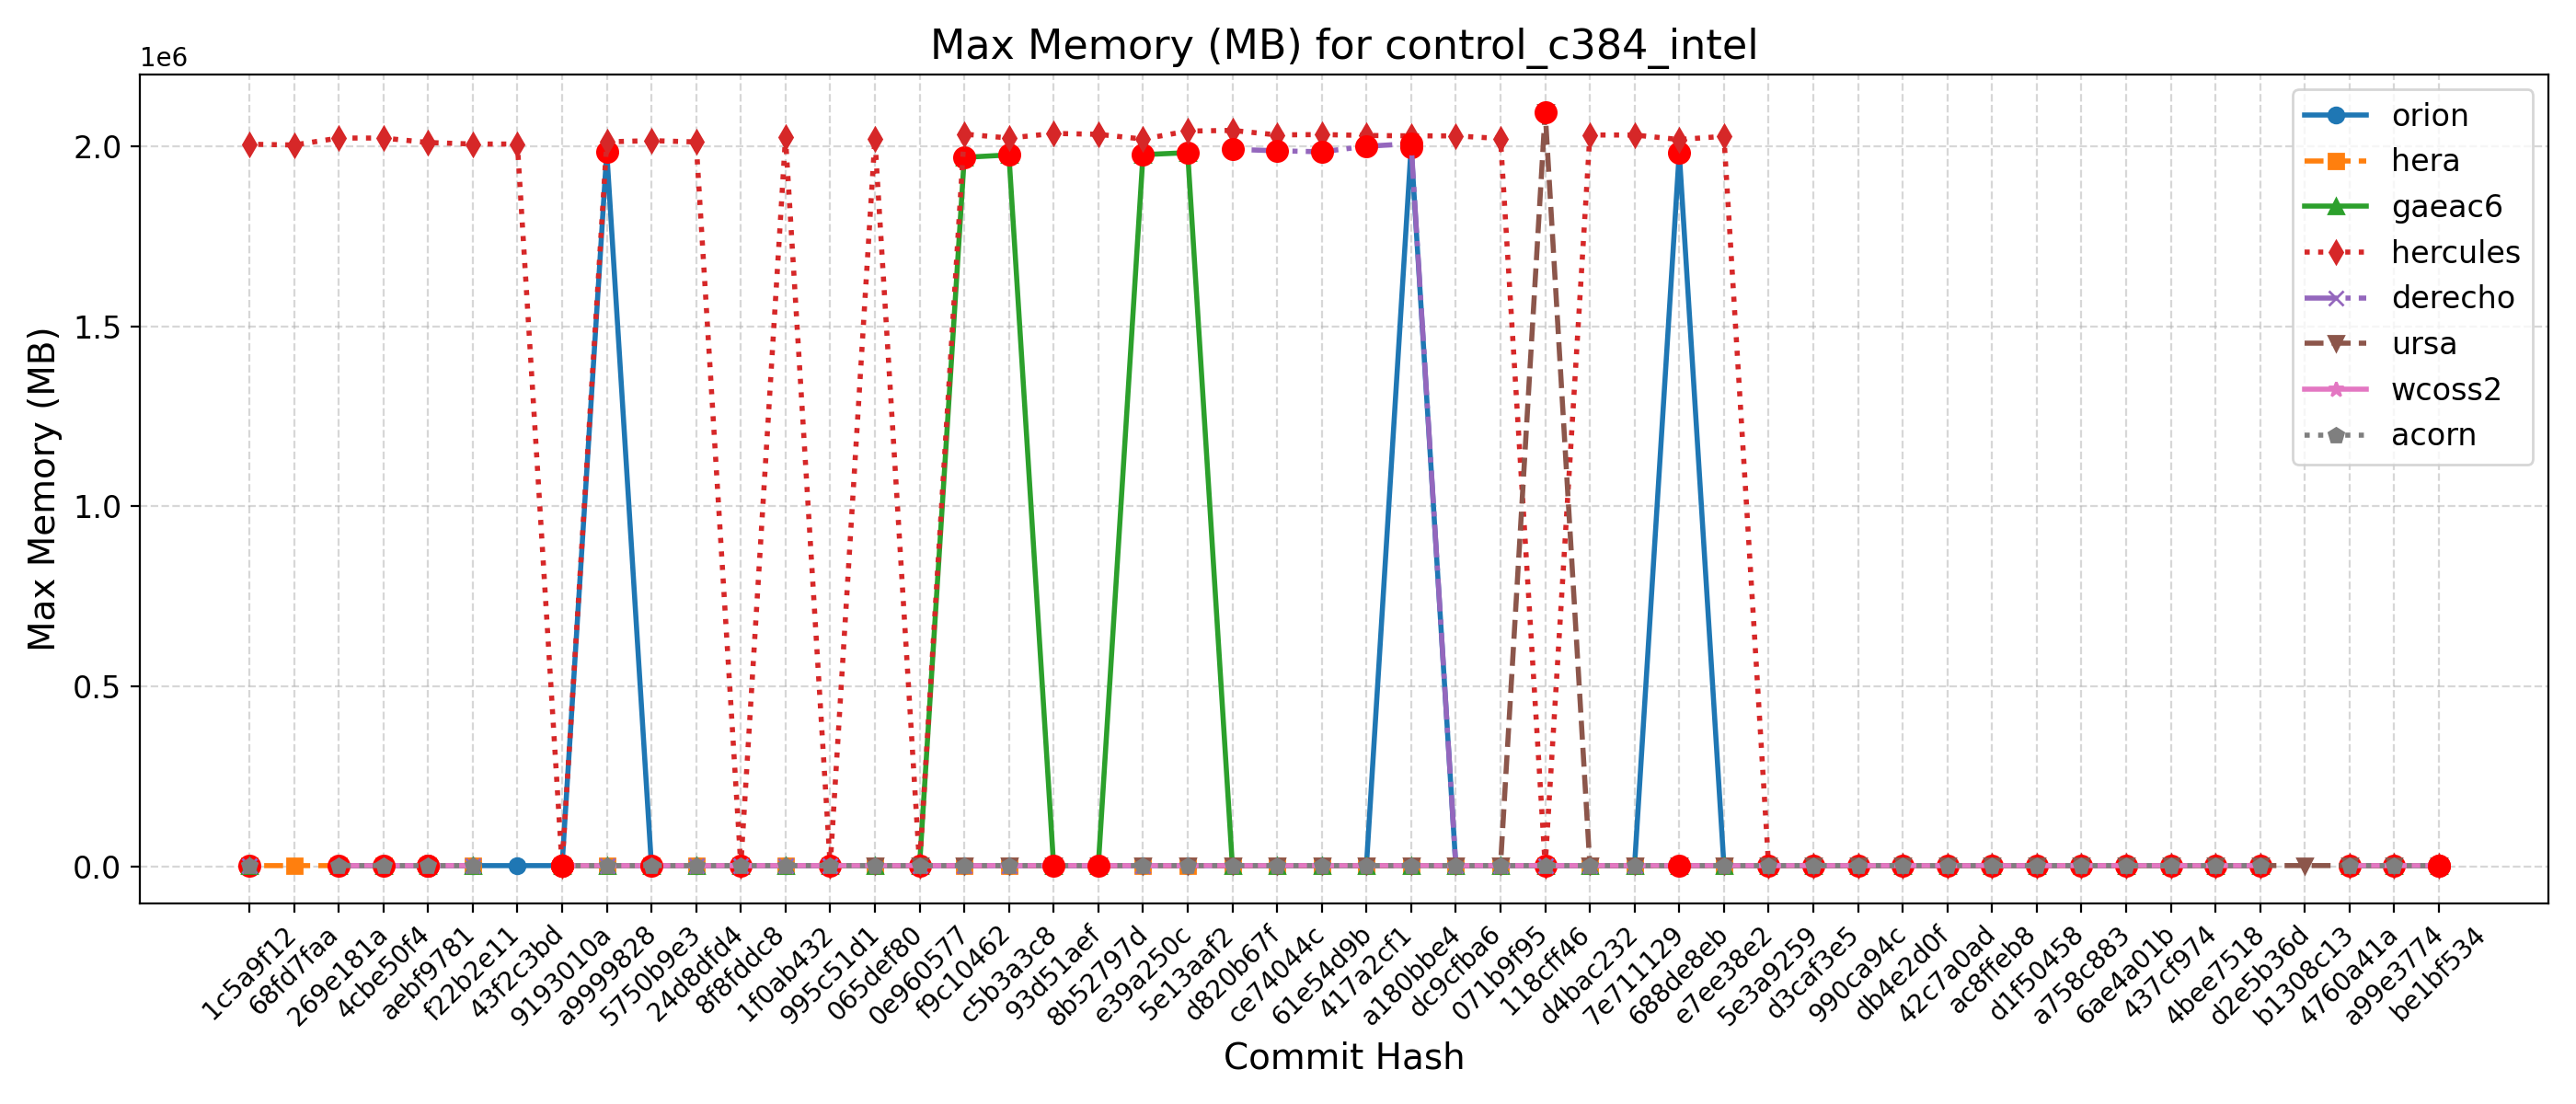 Max Memory (MB) for control_c384_intel
1e6
2.0
1.5
1.0
0.5
0.0
Max Memory (MB)
orion
hera
gaeac6
hercules
derecho
ursa
wcoss2
acorn
1c5a9f12
68fd7faa
269e181a
4cbe50f4
aebf9781
f22b2e11
43f2c3bd
9193010a
a9999828
5750b9e3
24d8dfd4
8f8fddc8
1f0ab432
995c51d1
065def80
0e960577
f9c10462
c5b3a3c8
93d51aef
8b52797d
e39a250c
5e13aaf2
d820b67f
ce74044c
61e54d9b
417a2cf1
a180bbe4
dc9cfba6
071b9f95
118cff46
d4bac232
7e711129
688de8eb
e7ee38e2
5e3a9259
d3caf3e5
990ca94c
db4e2d0f
42c7a0ad
ac8ffeb8
d1f50458
a758c883
6ae4a01b
437cf974
4bee7518
d2e5b36d
b1308c13
4760a41a
a99e3774
be1bf534
Commit Hash